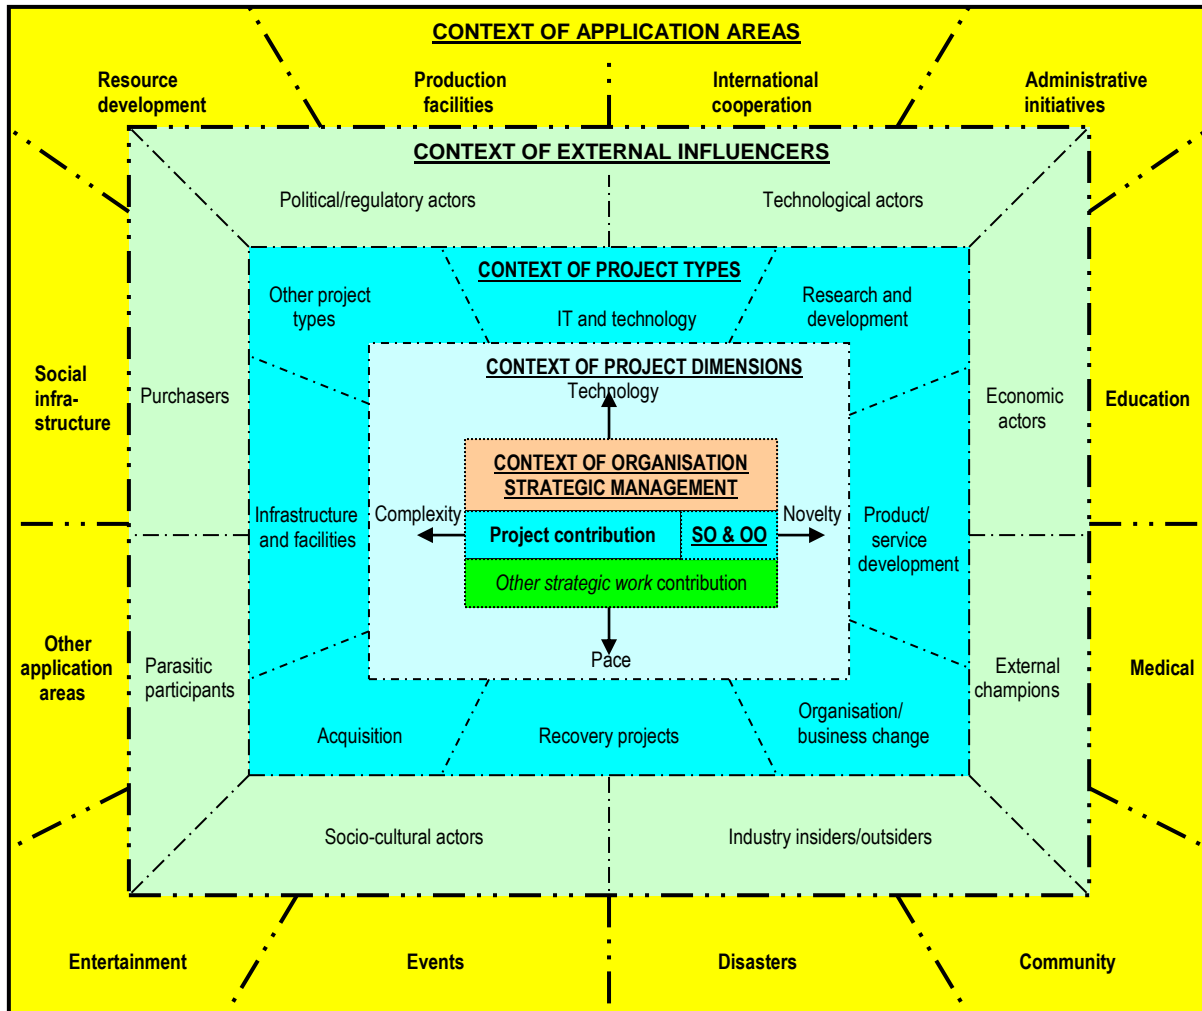 CONTEXT OF APPLICATION AREAS
Resource
development
Production
facilities
International
cooperation
Administrative
initiatives
CONTEXT OF EXTERNAL INFLUENCERS
Political/regulatory actors
Technological actors
CONTEXT OF PROJECT TYPES
Other project
types
IT and technology
Research and
development
CONTEXT OF PROJECT DIMENSIONS
Technology
Social
infra-
structure
Purchasers
Economic
actors
Education
CONTEXT OF ORGANISATION
STRATEGIC MANAGEMENT
Infrastructure
and facilities
Complexity
Project contribution
SO & OO
Novelty
Product/
service
development
Other strategic work contribution
Pace
Other
application
areas
Parasitic
participants
External
champions
Medical
Acquisition
Recovery projects
Organisation/
business change
Socio-cultural actors
Industry insiders/outsiders
Entertainment
Events
Disasters
Community